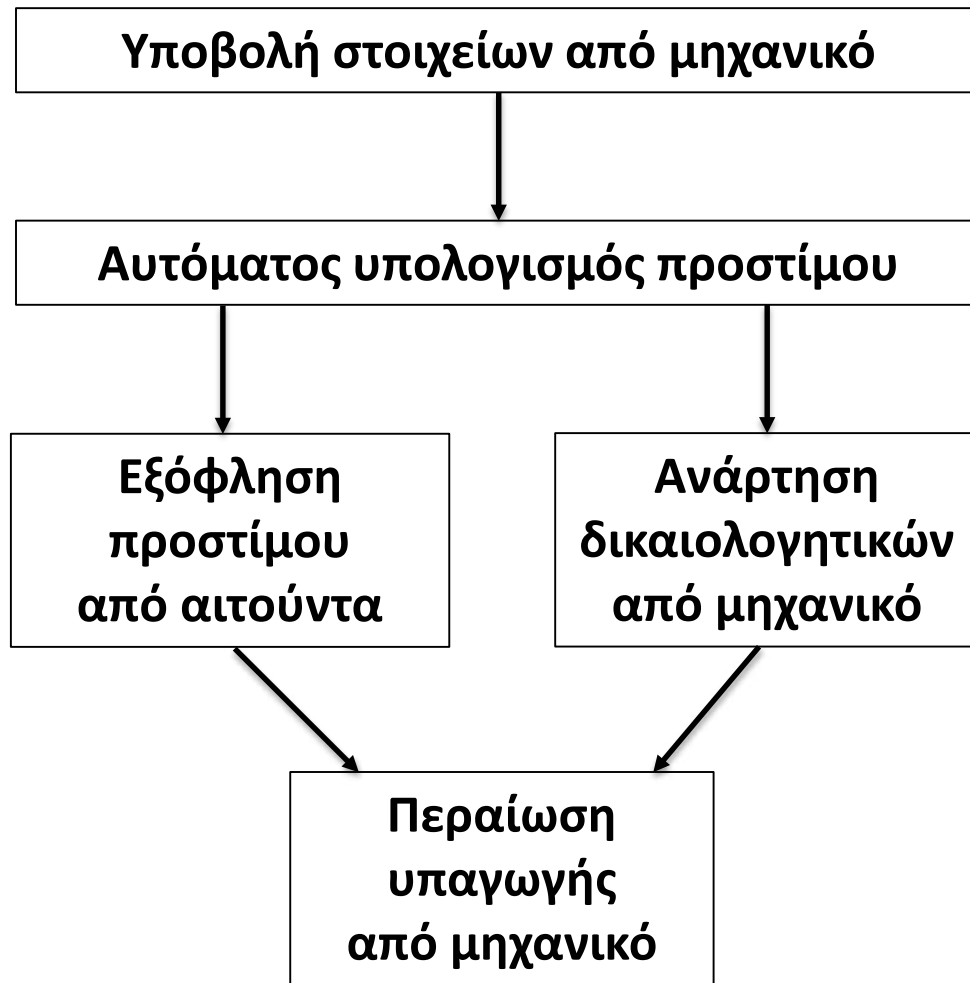 Υποβολή στοιχείων από μηχανικό
Αυτόματος υπολογισμός προστίμου
Εξόφληση
προστίμου
από αιτούντα
Ανάρτηση
δικαιολογητικών
από μηχανικό
Περαίωση
υπαγωγής
από μηχανικό